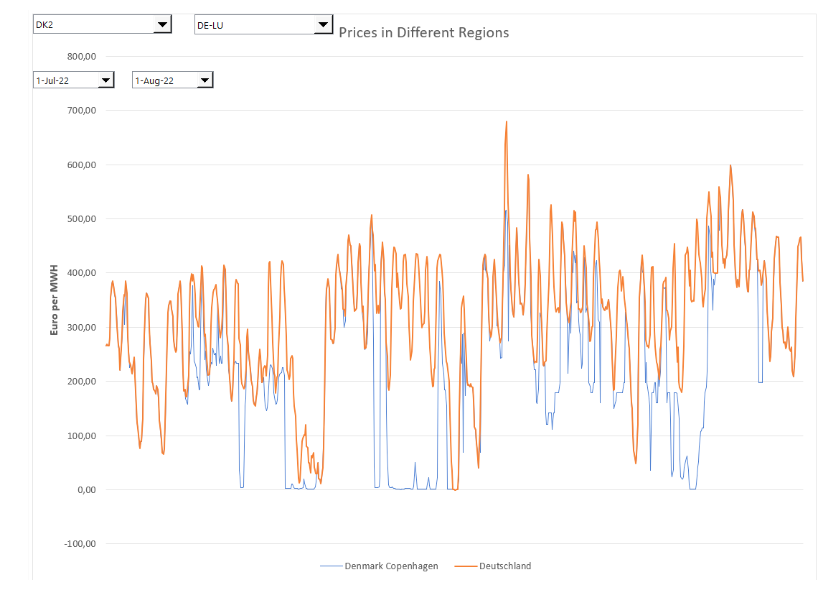 DK2
DE-LU
Prices in Different Regions
800,00
1-Jul-22
1-Aug-22
700,00
600,00
500,00
400,00
300,00
200,00
100,00
0,00
-100,00
Euro per MWH
Denmark Copenhagen
Deutschland